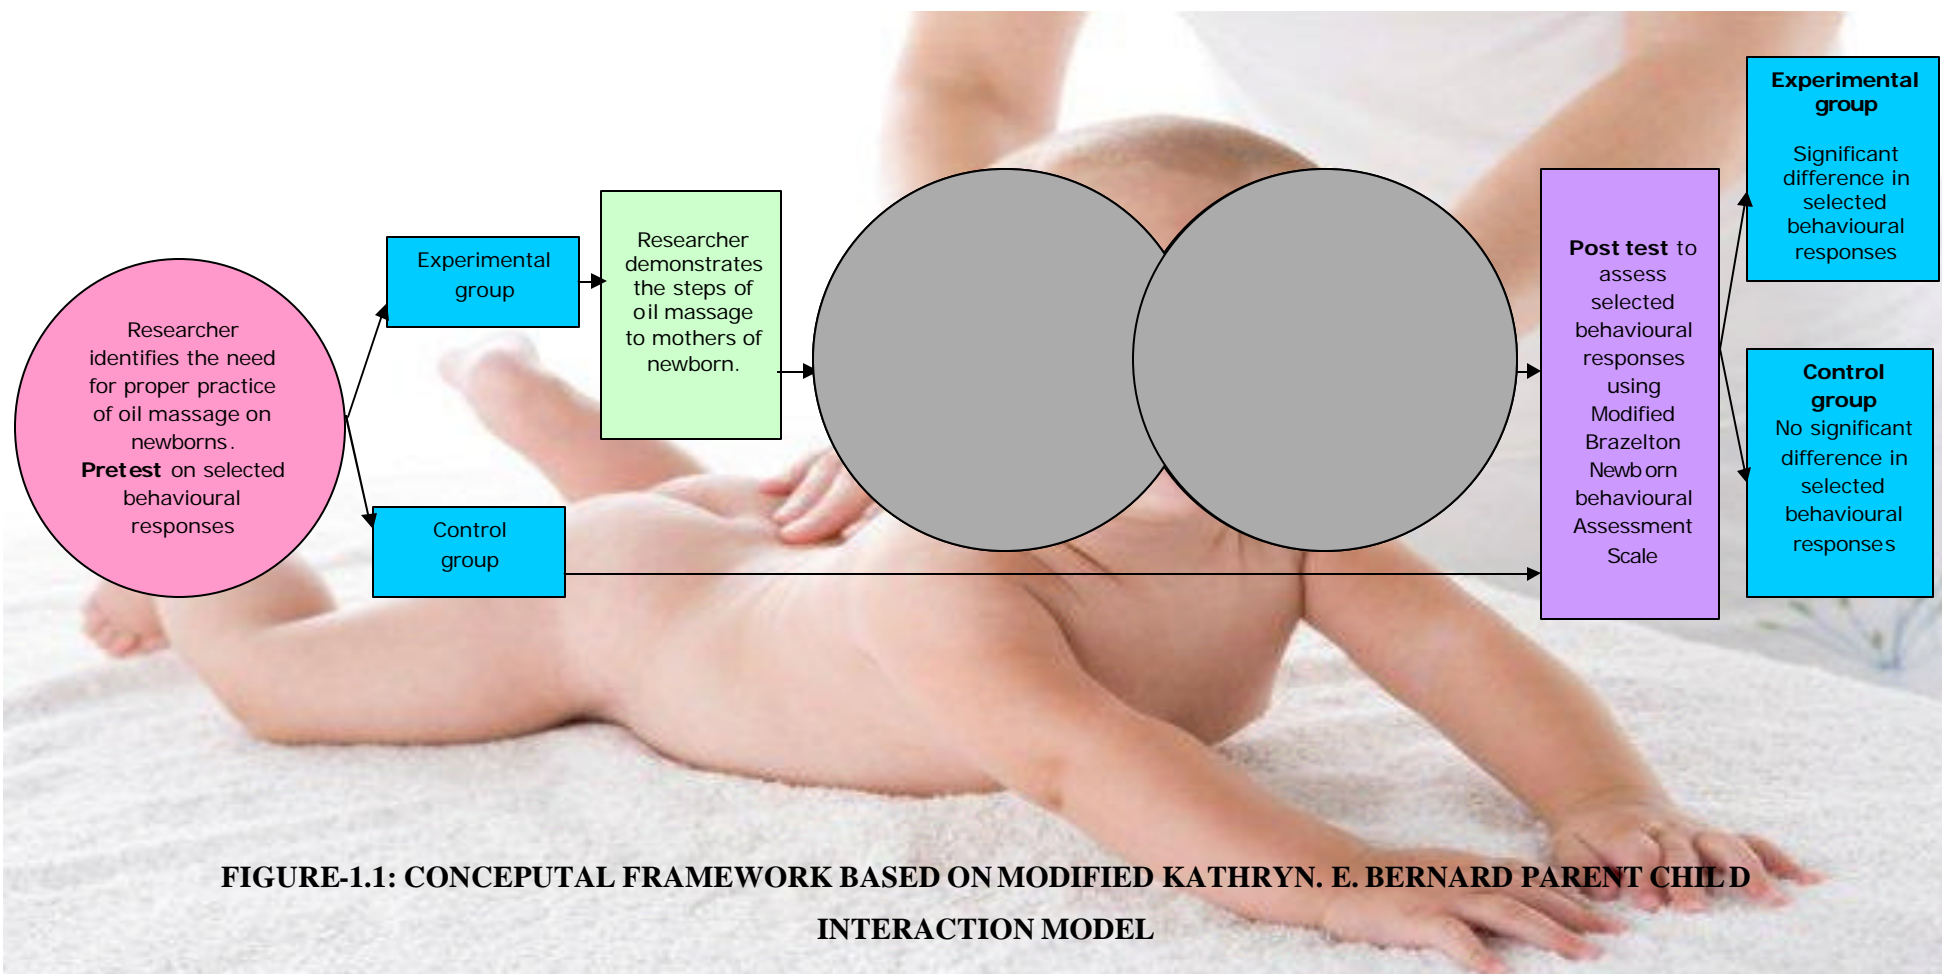 Researcher
identifies the need
for proper practice
of oil massage on
newborns.
Pretest on selected
behavioural
responses
Experimental
group
Control
group
Researcher
demonstrates
the steps of
oil massage
to mothers of
newborn.
Post test to
assess
selected
behavioural
responses
using
Modified
Brazelton
Newborn
behavioural
Assessment
Scale
Experimental
group
Significant
difference in
selected
behavioural
responses
Control
group
No significant
difference in
selected
behavioural
responses
FIGURE-1.1: CONCEPUTAL FRAMEWORK BASED ON MODIFIED KATHRYN. E. BERNARD PARENT CHILD
INTERACTION MODEL